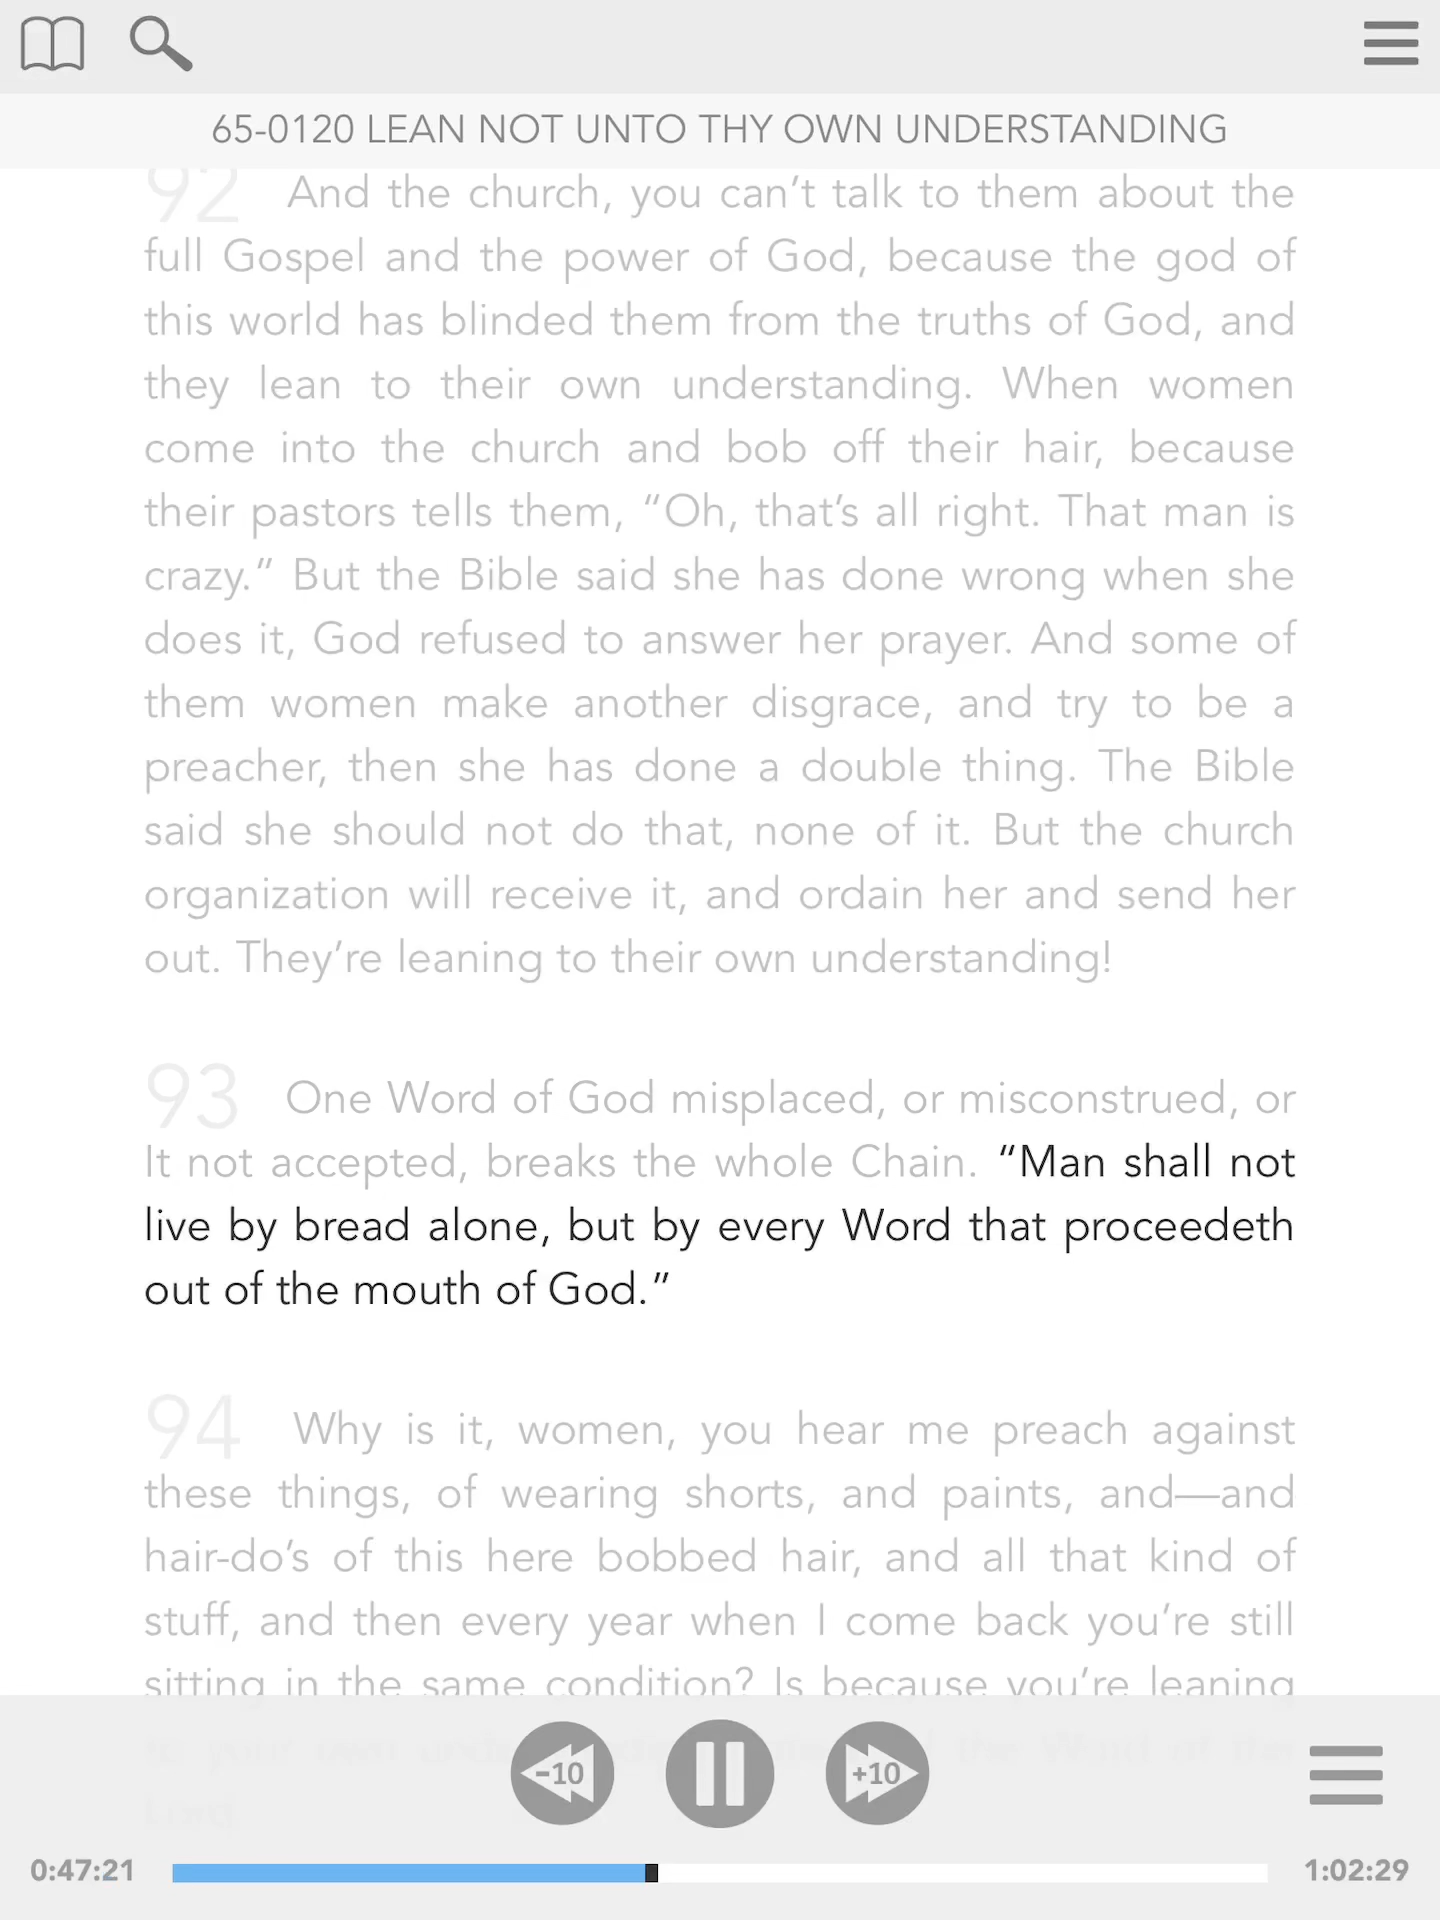 65-0120 LEAN NOT UNTO THY OWN UNDERSTANDING
92 And the church, you can’t talk to them about the
full Gospel and the power of God, because the god of
this world has blinded them from the truths of God, and
they lean to their own understanding. When women
come into the church and bob off their hair, because
their pastors tells them, “Oh, that’s all right. That man is
crazy.” But the Bible said she has done wrong when she
does it, God refused to answer her prayer. And some of
them women make another disgrace, and try to be a
preacher, then she has done a double thing. The Bible
said she should not do that, none of it. But the church
organization will receive it, and ordain her and send her
out. They’re leaning to their own understanding!
93 One Word of God misplaced, or misconstrued, or
It not accepted, breaks the whole Chain. “Man shall not
live by bread alone, but by every Word that proceedeth
out of the mouth of God.”
94 Why is it, women, you hear me preach against
these things, of wearing shorts, and paints, and—and
hair-do’s of this here bobbed hair, and all that kind of
stuff, and then every year when I come back you’re still
sitting in the same condition? Is because you’re leaning
to your own the Word of the
Lord.
-10 +10
0:47:21 1:02:29